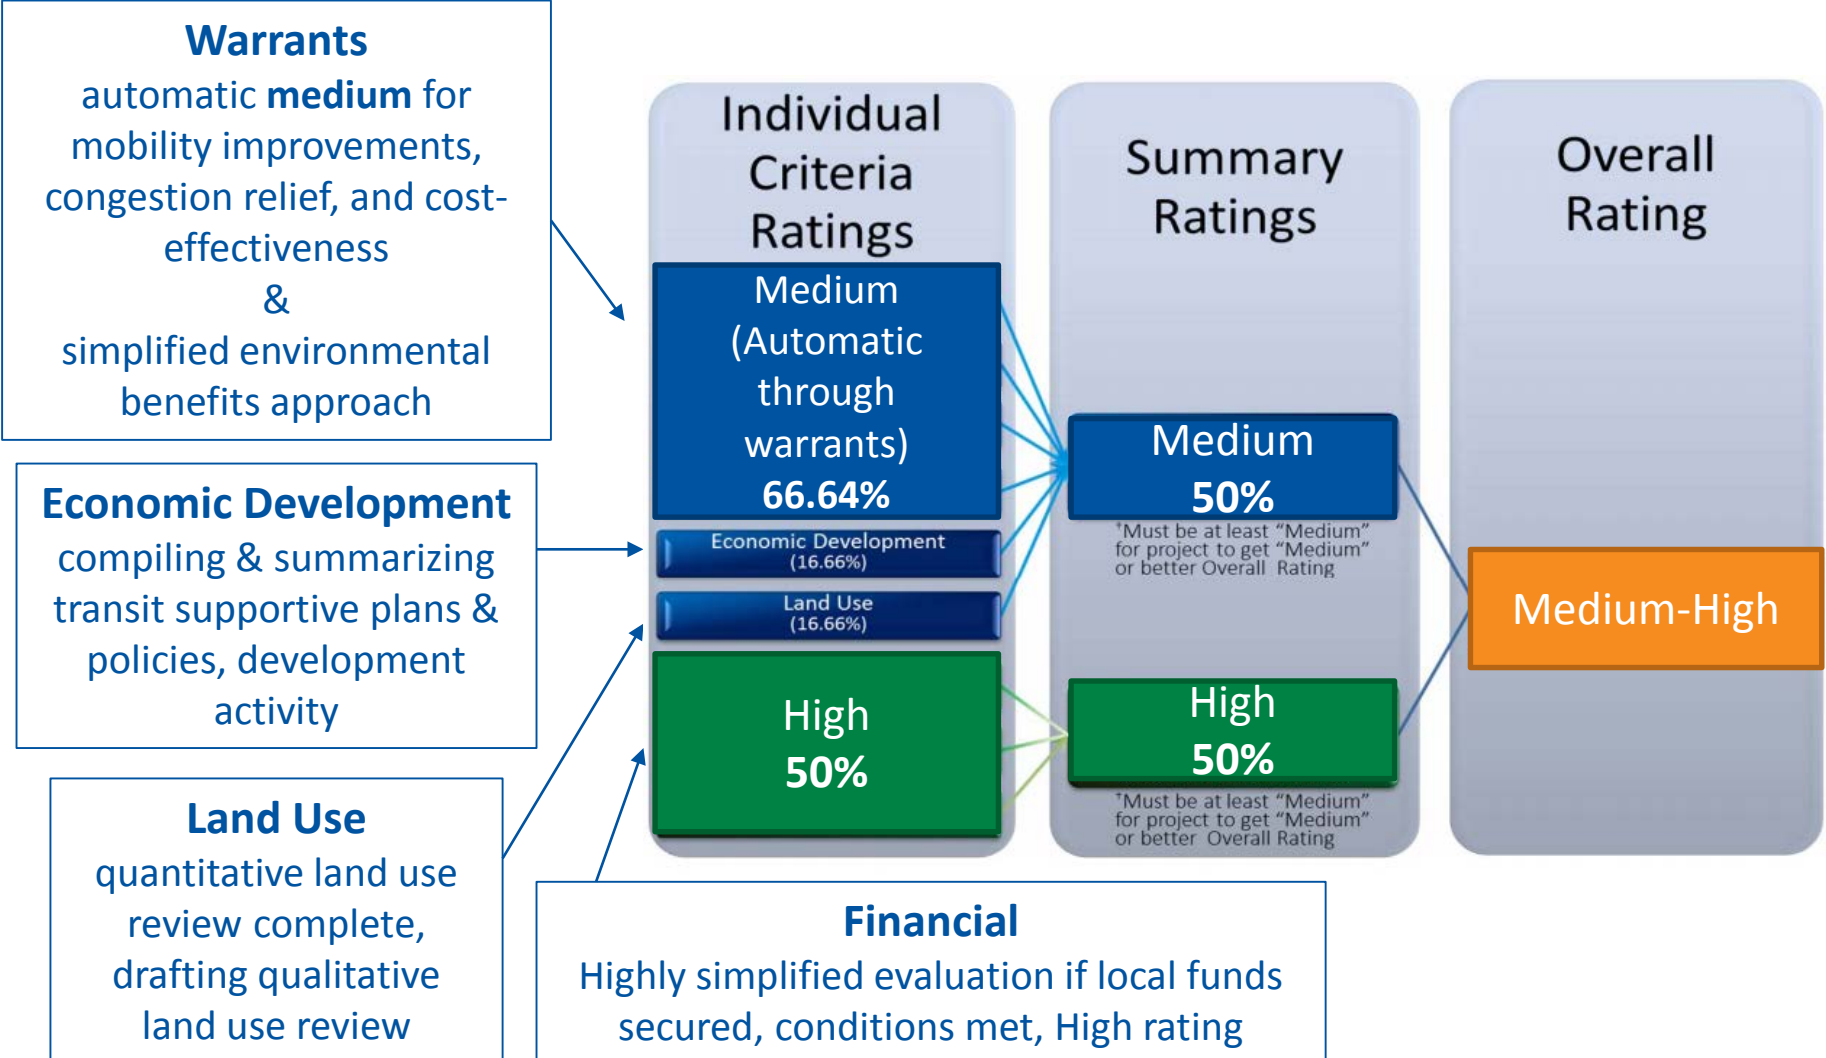 Warrants
automatic medium for
mobility improvements,
congestion relief, and cost-
effectiveness
&
simplified environmental
benefits approach
Economic Development
compiling & summarizing
transit supportive plans &
policies, development
activity
Land Use
quantitative land use
review complete,
drafting qualitative
land use review
Financial
Highly simplified evaluation if local funds
secured, conditions met, High rating
Individual
Criteria
Ratings
Medium
(Automatic
through
warrants)
66.64%
Economic Development
(16.66%)
Land Use
(16.66%)
High
50%
Summary
Ratings
Medium
50%
†Must be at least “Medium”
for project to get “Medium”
or better Overall Rating
High
50%
†Must be at least “Medium”
for project to get “Medium”
or better Overall Rating
Overall
Rating
Medium-High